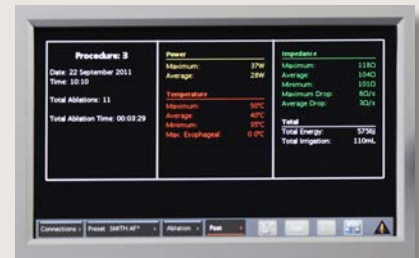 Procedure: 3
Date: 22 September 2011
Time: 10:10
Total Ablations: 11
Total Ablation Time: 00:03:29
Power
Maximum: 37W
Average: 28W
Temperature
Maximum: 50°C
Average: 40°C
Minimum: 35°C
Max. Esophageal: 0.0°C
Impedance
Maximum: 118Ω
Average: 104Ω
Minimum: 101Ω
Maximum Drop: 8Ω/s
Average Drop: 3Ω/s
Total
Total Energy: 5756J
Total Irrigation: 110mL
Connections
Preset SMITH AF*
Ablation
Post